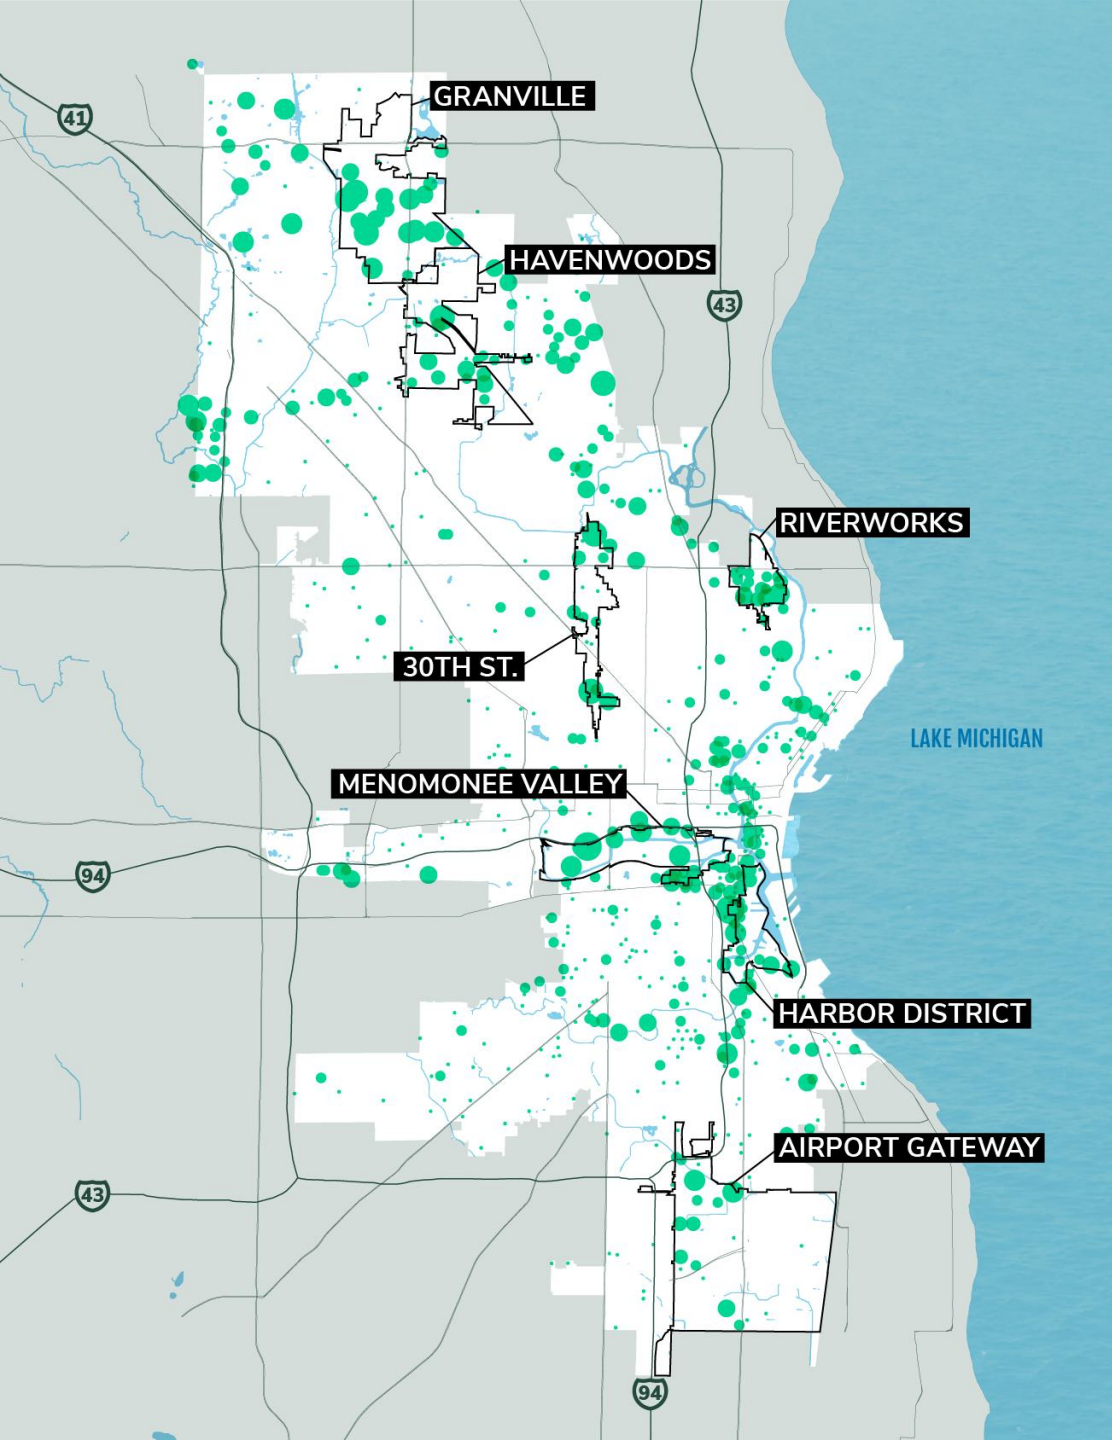 GRANVILLE
41
HAVENWOODS
43
RIVERWORKS
30TH ST.
LAKE MICHIGAN
MENOMONEE VALLEY
94
HARBOR DISTRICT
AIRPORT GATEWAY
43
94